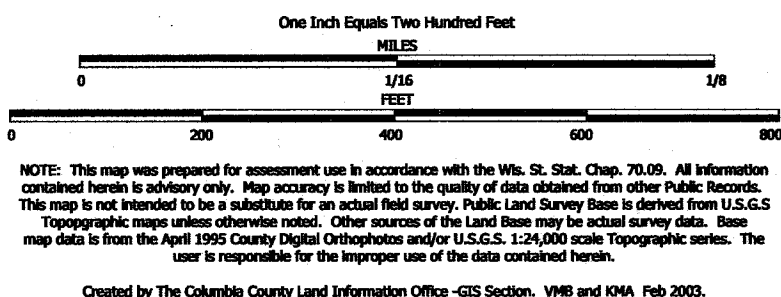 One Inch Equals Two Hundred Feet
MILES
0 1/16 1/8
FEET
0 200 400 600 800
NOTE: This map was prepared for assessment use in accordance with the Wis. St. Stat. Chap. 70.09. All information
contained herein is advisory only. Map accuracy is limited to the quality of data obtained from other Public Records.
This map is not intended to be a substitute for an actual field survey. Public Land Survey Base is derived from U.S.G.S
Topopgraphic maps unless otherwise noted. Other sources of the Land Base may be actual survey data. Base
map data is from the April 1995 County Digital Orthophotos and/or U.S.G.S. 1:24,000 scale Topographic series. The
user is responsible for the improper use of the data contained herein.
Created by The Columbia County Land Information Office -GIS Section. VMB and KMA Feb 2003.